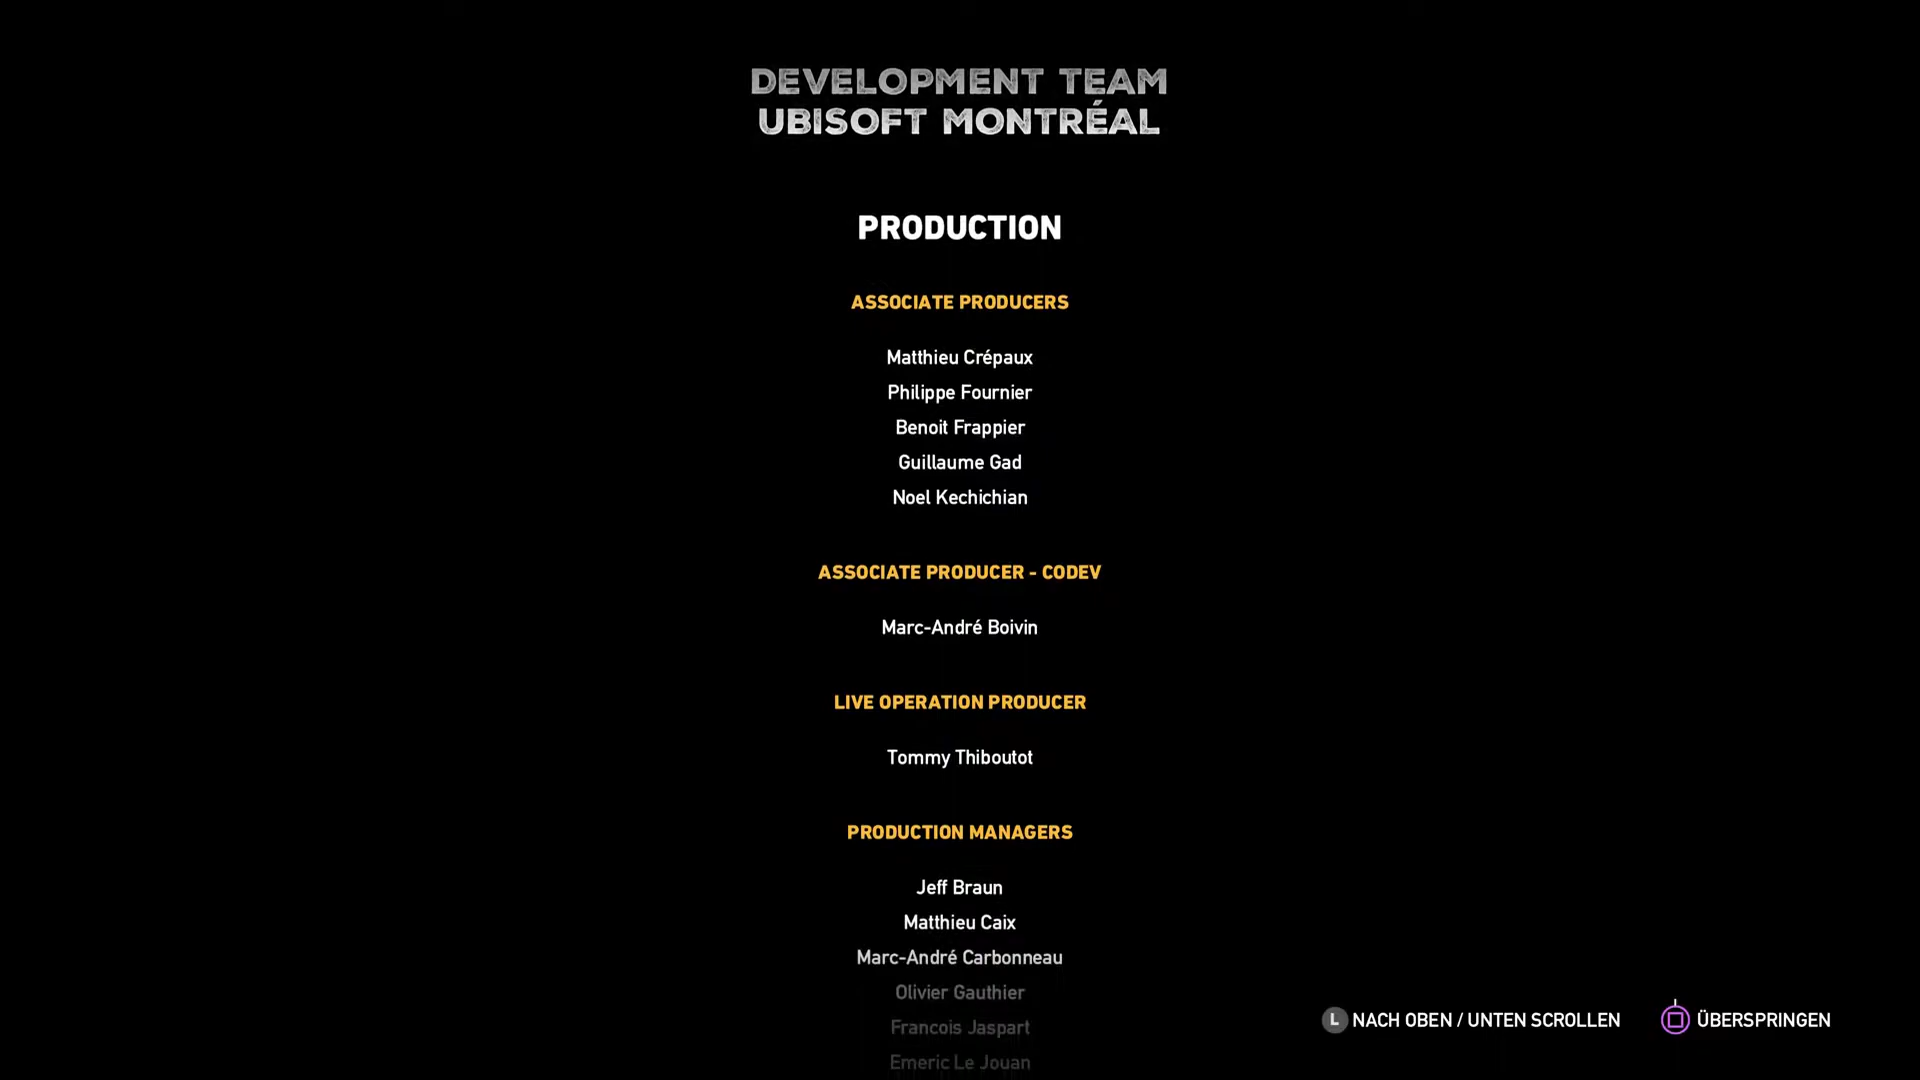 DEVELOPMENT TEAM
UBISOFT MONTRÉAL
PRODUCTION
ASSOCIATE PRODUCERS
Matthieu Crépaux
Philippe Fournier
Benoit Frappier
Guillaume Gad
Noel Kechichian
ASSOCIATE PRODUCER - CODEV
Marc-André Boivin
LIVE OPERATION PRODUCER
Tommy Thiboutot
PRODUCTION MANAGERS
Jeff Braun
Matthieu Caix
Marc-André Carbonneau
Olivier Gauthier
Francois Jaspart
Emeric Le Jouan
L NACH OBEN / UNTEN SCROLLEN ÜBERSPRINGEN